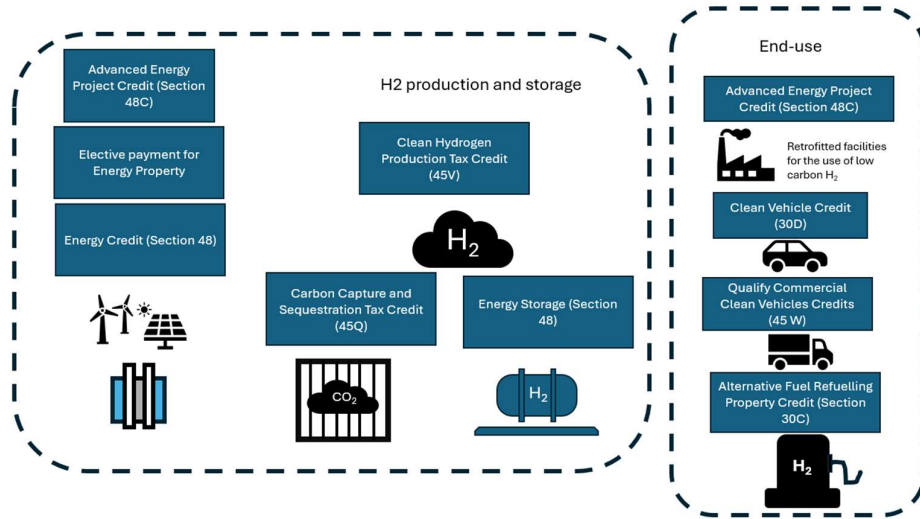 Advanced Energy
Project Credit (Section
48C)
Elective payment for
Energy Property
Energy Credit (Section 48)
H2 production and storage
Clean Hydrogen
Production Tax Credit
(45V)
H2
Carbon Capture and
Sequestration Tax Credit
(45Q)
CO2
Energy Storage (Section
48)
H2
End-use
Advanced Energy Project
Credit (Section 48C)
Retrofitted facilities
for the use of low
carbon H2
Clean Vehicle Credit
(30D)
Qualify Commercial
Clean Vehicles Credits
(45 W)
Alternative Fuel Refuelling
Property Credit (Section
30C)
H2